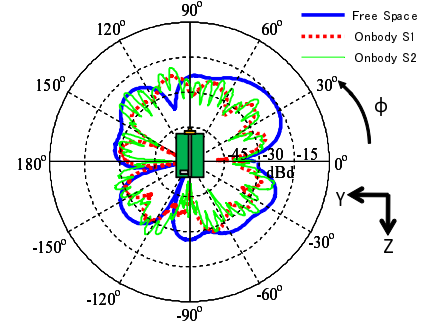 90°
Free Space
Onbody S1
Onbody S2
120°
60°
150°
30°
ϕ
180°
-45 -30 -15
0°
dBd
Y
Z
-150°
-30°
-120°
-60°
-90°